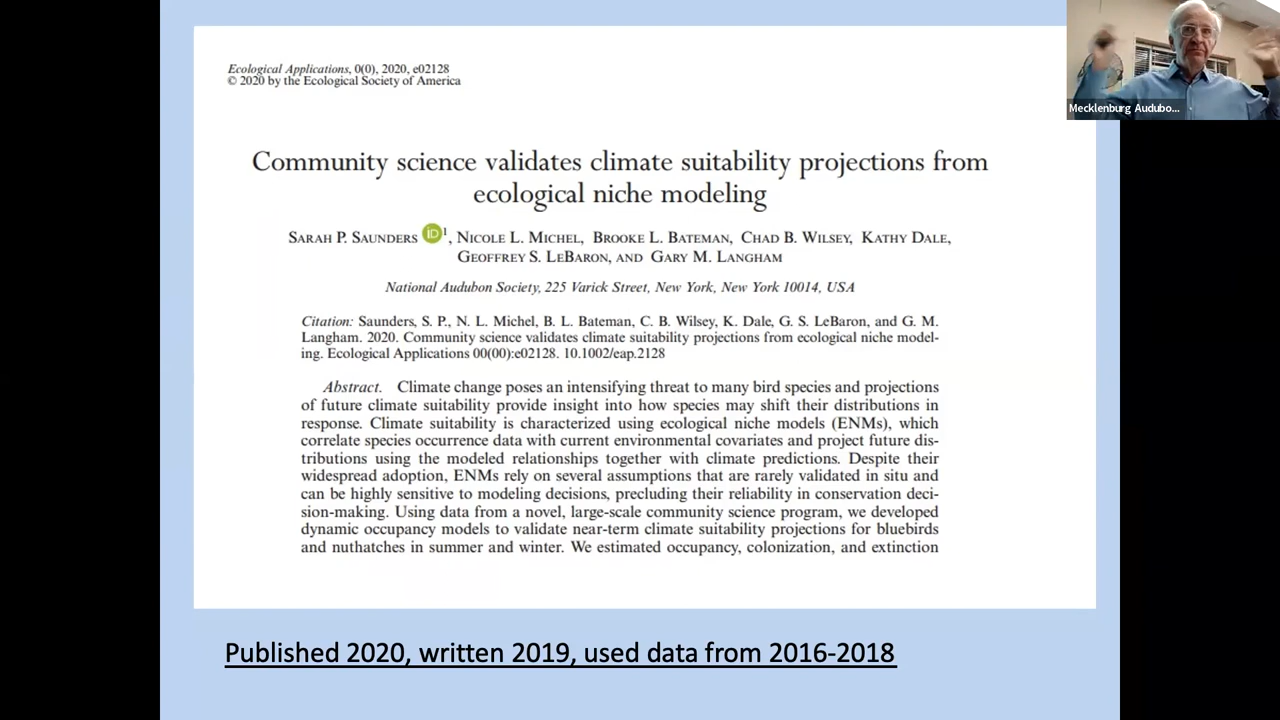 Ecological Applications, 0(0), 2020, e02128
© 2020 by the Ecological Society of America
Mecklenburg Audubo...
Community science validates climate suitability projections from
ecological niche modeling
SARAH P. SAUNDERS iD 1, NICOLE L. MICHEL, BROOKE L. BATEMAN, CHAD B. WILSEY, KATHY DALE,
GEOFFREY S. LEBARON, AND GARY M. LANGHAM
National Audubon Society, 225 Varick Street, New York, New York 10014, USA
Citation: Saunders, S. P., N. L. Michel, B. L. Bateman, C. B. Wilsey, K. Dale, G. S. LeBaron, and G. M.
Langham. 2020. Community science validates climate suitability projections from ecological niche model-
ing. Ecological Applications 00(00):e02128. 10.1002/eap.2128
Abstract. Climate change poses an intensifying threat to many bird species and projections
of future climate suitability provide insight into how species may shift their distributions in
response. Climate suitability is characterized using ecological niche models (ENMs), which
correlate species occurrence data with current environmental covariates and project future dis-
tributions using the modeled relationships together with climate predictions. Despite their
widespread adoption, ENMs rely on several assumptions that are rarely validated in situ and
can be highly sensitive to modeling decisions, precluding their reliability in conservation deci-
sion-making. Using data from a novel, large-scale community science program, we developed
dynamic occupancy models to validate near-term climate suitability projections for bluebirds
and nuthatches in summer and winter. We estimated occupancy, colonization, and extinction
Published 2020, written 2019, used data from 2016-2018